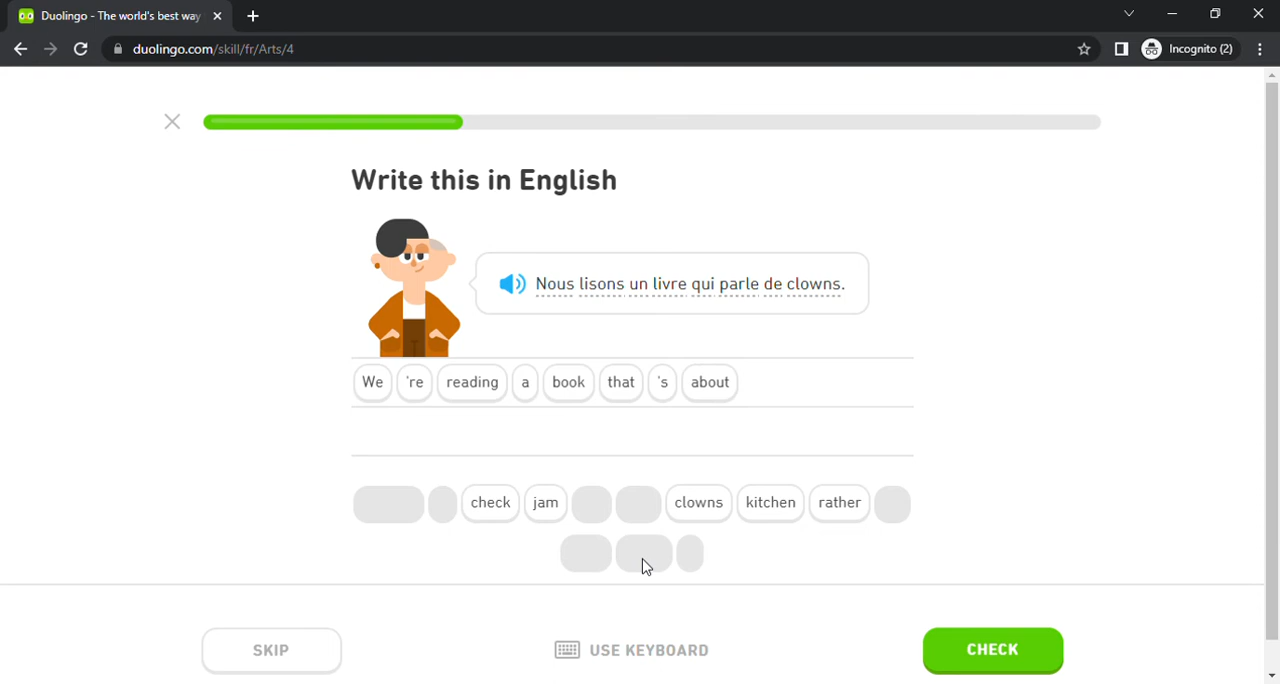 Duolingo - The world's best way
duolingo.com/skill/fr/Arts/4
Incognito (2)
Write this in English
Nous lisons un livre qui parle de clowns.
We 're reading a book that 's about
check jam clowns kitchen rather
SKIP USE KEYBOARD CHECK